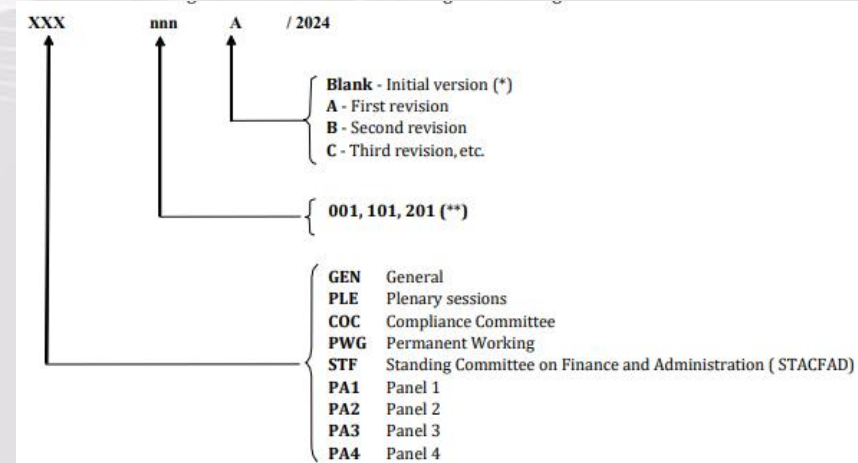 XXX nnn A / 2024
Blank - Initial version (*)
A - First revision
B - Second revision
C - Third revision, etc.
001, 101, 201 (**)
GEN General
PLE Plenary sessions
COC Compliance Committee
PWG Permanent Working
STF Standing Committee on Finance and Administration ( STACFAD)
PA1 Panel 1
PA2 Panel 2
PA3 Panel 3
PA4 Panel 4